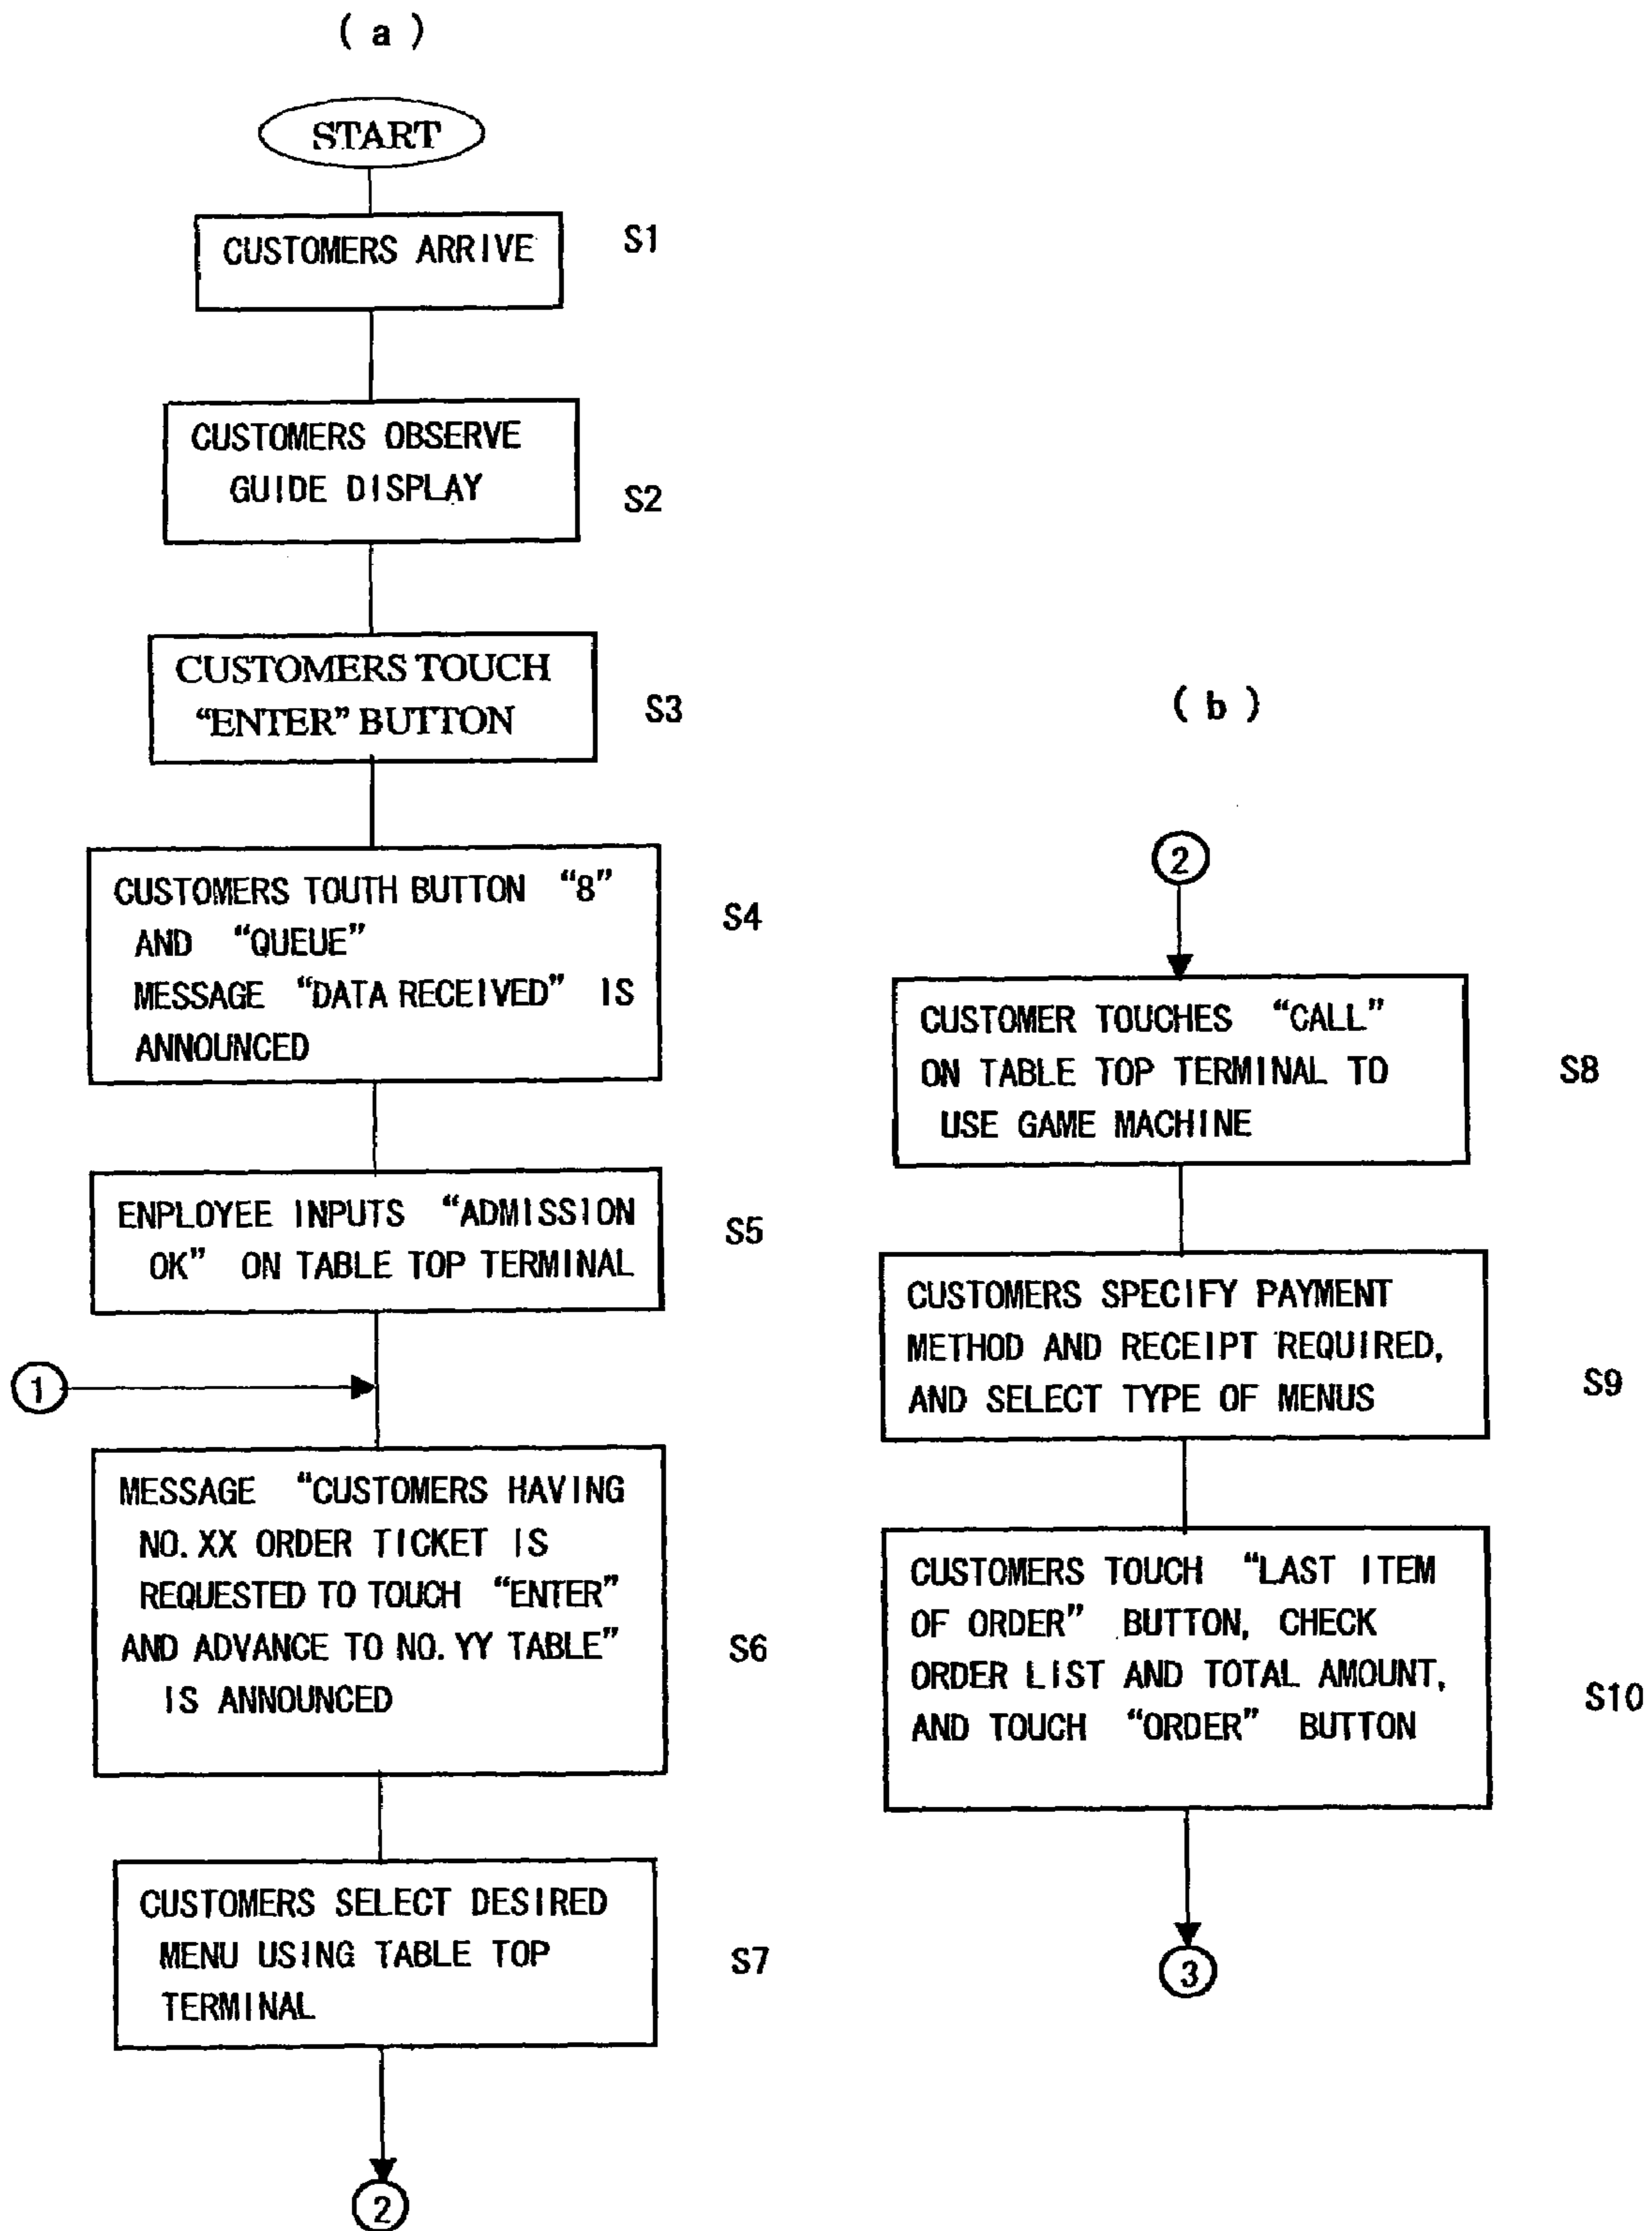 ( a )
START
CUSTOMERS ARRIVE
S1
CUSTOMERS OBSERVE
GUIDE DISPLAY
S2
CUSTOMERS TOUCH
“ENTER” BUTTON
S3
CUSTOMERS TOUTH BUTTON “8”
AND “QUEUE”
MESSAGE “DATA RECEIVED” IS
ANNOUNCED
S4
ENPLOYEE INPUTS “ADMISSION
OK” ON TABLE TOP TERMINAL
S5
1
MESSAGE “CUSTOMERS HAVING
NO. XX ORDER TICKET IS
REQUESTED TO TOUCH “ENTER”
AND ADVANCE TO NO. YY TABLE”
IS ANNOUNCED
S6
CUSTOMERS SELECT DESIRED
MENU USING TABLE TOP
TERMINAL
S7
2
( b )
2
CUSTOMER TOUCHES “CALL”
ON TABLE TOP TERMINAL TO
USE GAME MACHINE
S8
CUSTOMERS SPECIFY PAYMENT
METHOD AND RECEIPT REQUIRED,
AND SELECT TYPE OF MENUS
S9
CUSTOMERS TOUCH “LAST ITEM
OF ORDER” BUTTON, CHECK
ORDER LIST AND TOTAL AMOUNT,
AND TOUCH “ORDER” BUTTON
S10
3